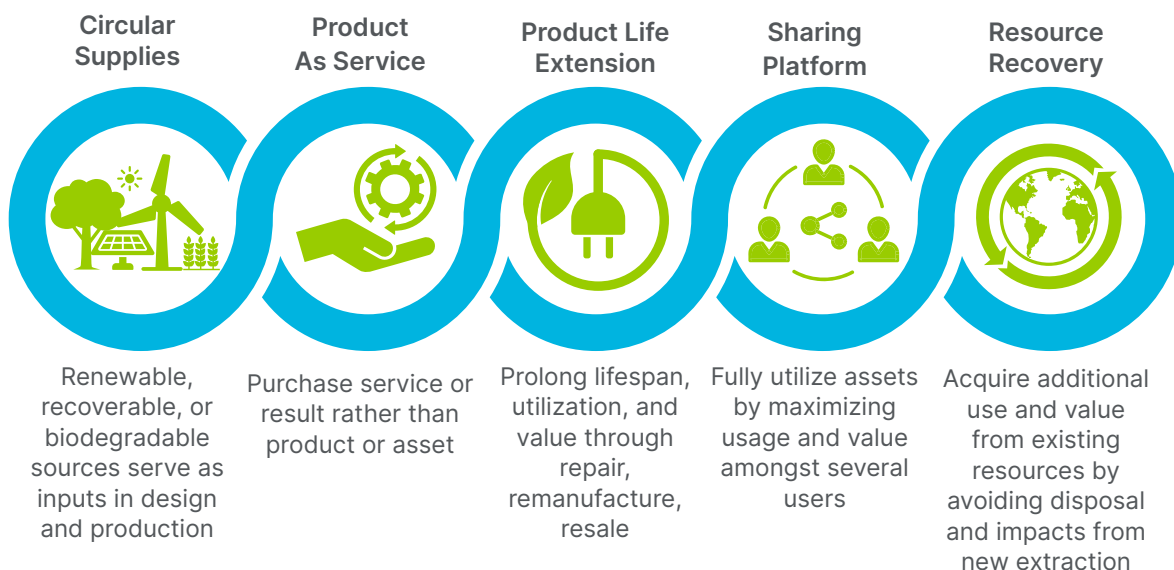 Circular
Supplies
Product
As Service
Product Life
Extension
Sharing
Platform
Resource
Recovery
Renewable,
recoverable, or
biodegradable
sources serve as
inputs in design
and production
Purchase service or
result rather than
product or asset
Prolong lifespan,
utilization, and
value through
repair,
remanufacture,
resale
Fully utilize assets
by maximizing
usage and value
amongst several
users
Acquire additional
use and value
from existing
resources by
avoiding disposal
and impacts from
new extraction